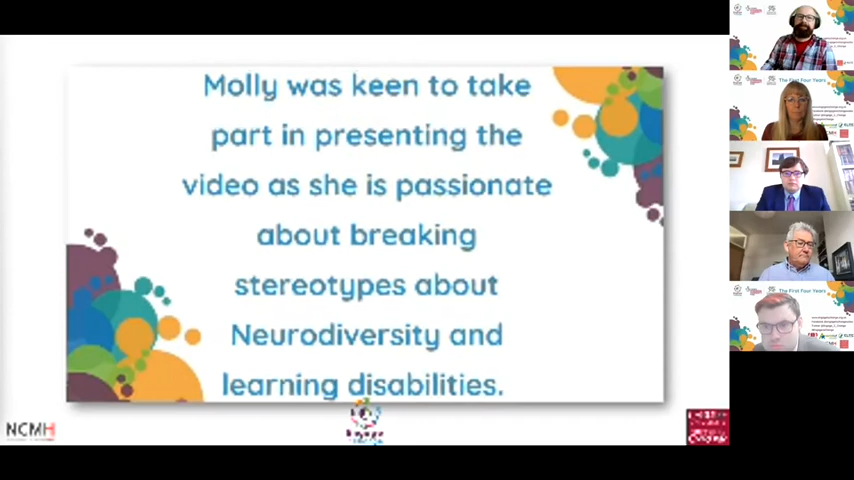 Molly was keen to take
part in presenting the
video as she is passionate
about breaking
stereotypes about
Neurodiversity and
learning disabilities.
NCMH
The First Four Years
The First Four Years